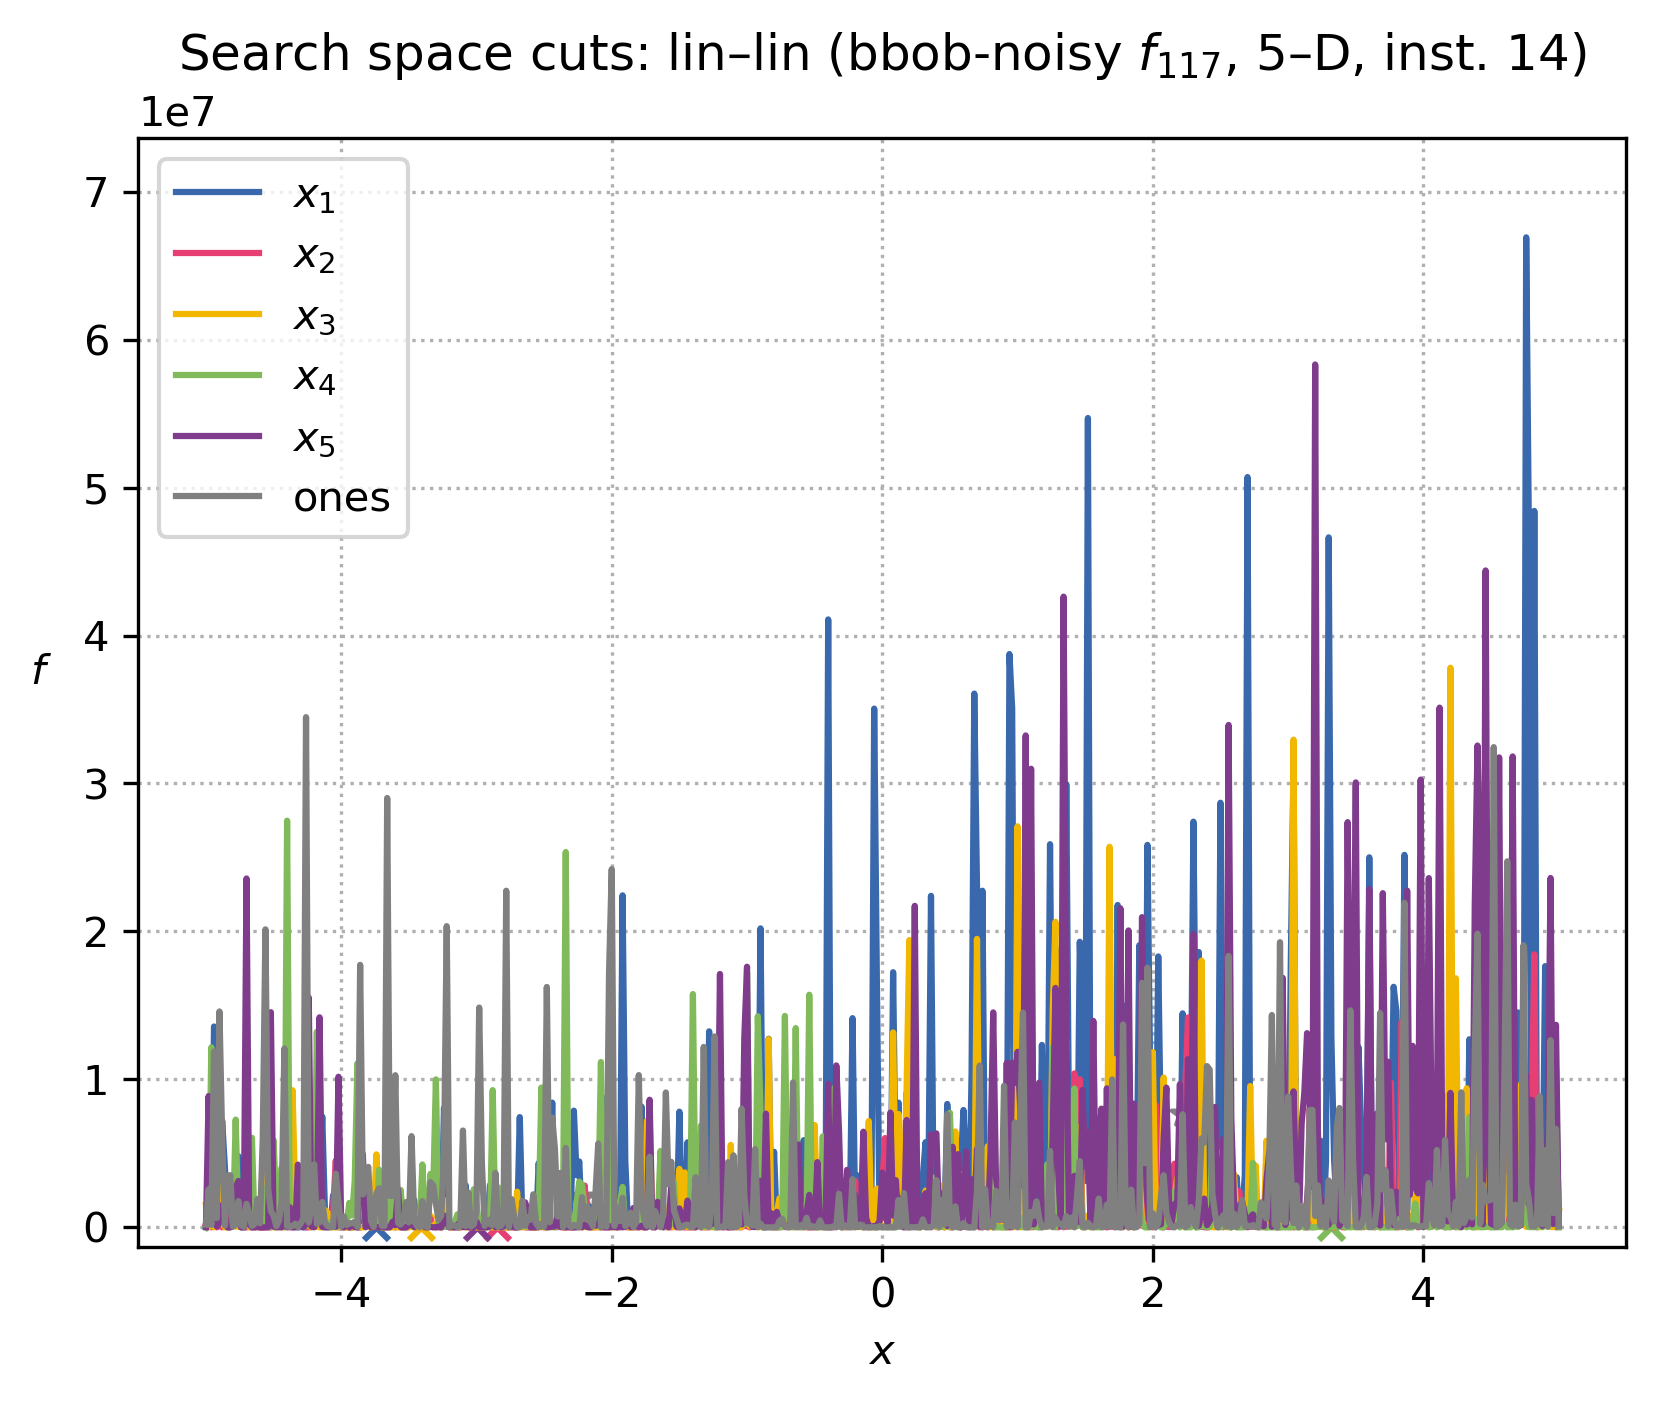 Search space cuts: lin–lin (bbob-noisy f₁₁₇, 5–D, inst. 14)
1e7
7
6
5
4
3
2
1
0
f
x₁
x₂
x₃
x₄
x₅
ones
−4 −2 0 2 4
x